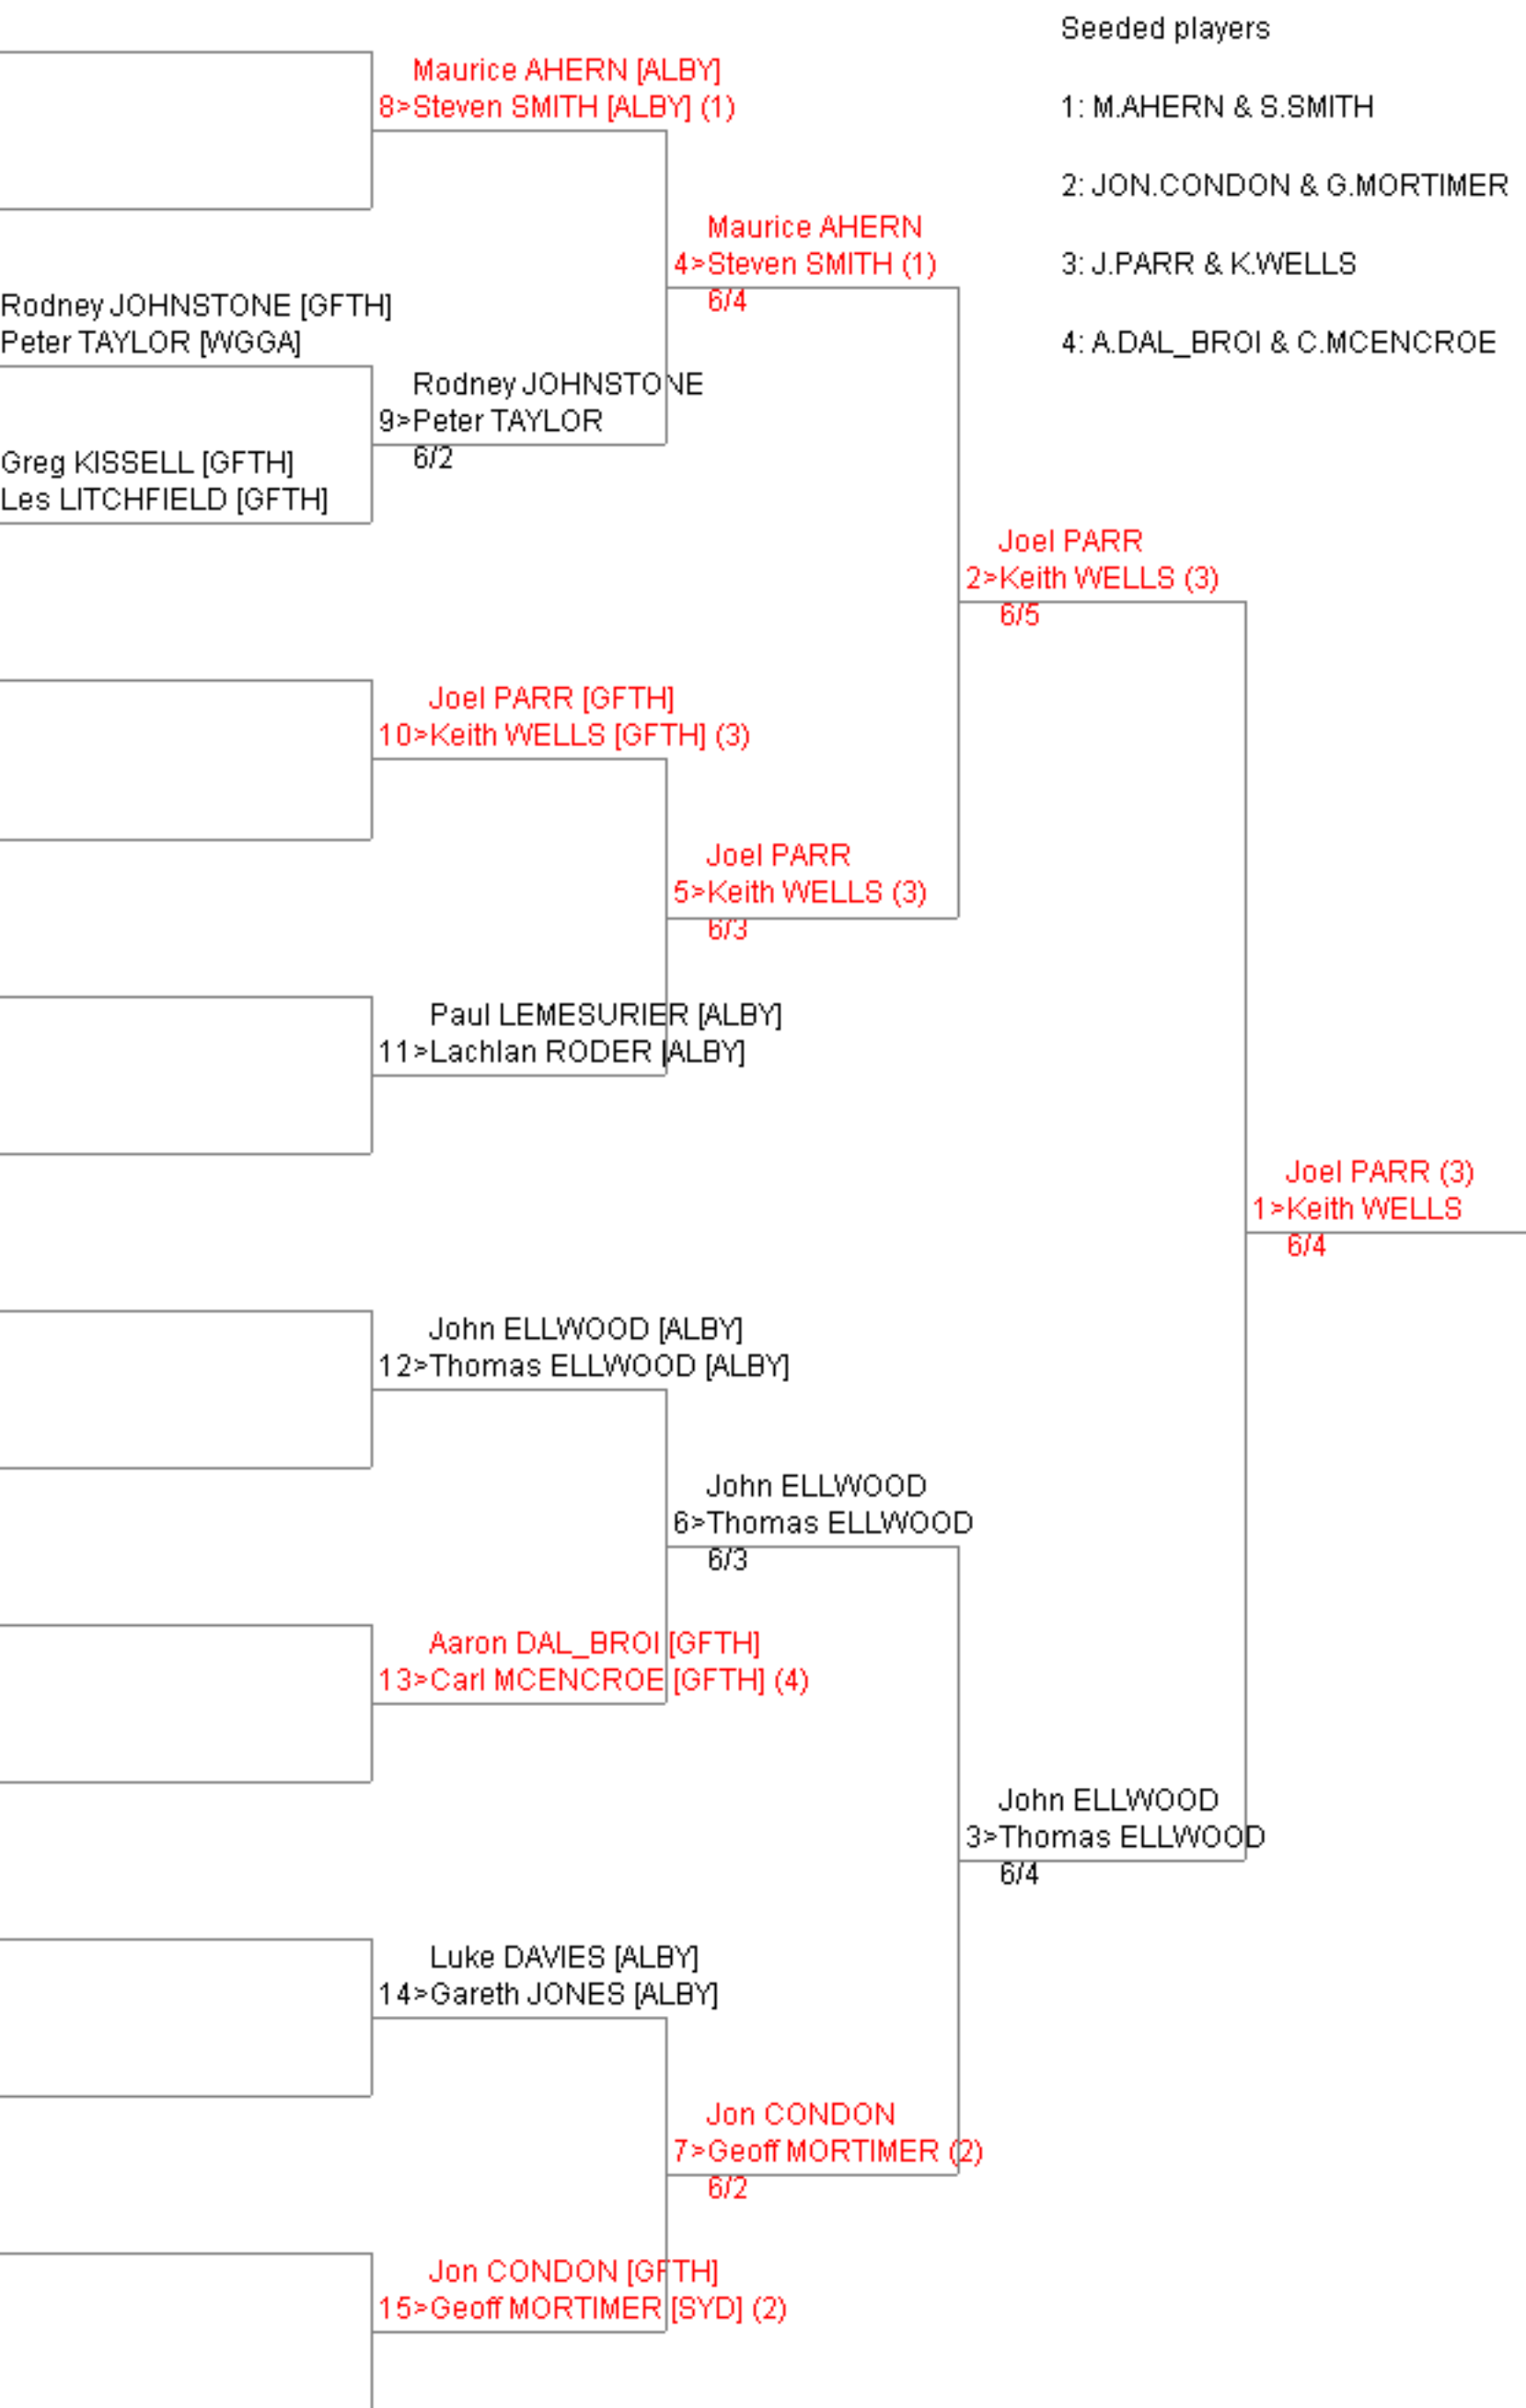 Seeded players
1: M.AHERN & S.SMITH
2: JON.CONDON & G.MORTIMER
3: J.PARR & K.WELLS
4: A.DAL_BROI & C.MCENCROE
Rodney JOHNSTONE [GFTH]
Peter TAYLOR [WGGA]
Greg KISSELL [GFTH]
Les LITCHFIELD [GFTH]
Maurice AHERN [ALBY]
8>Steven SMITH [ALBY] (1)
Rodney JOHNSTONE
9>Peter TAYLOR
6/2
Joel PARR [GFTH]
10>Keith WELLS [GFTH] (3)
Paul LEMESURIER [ALBY]
11>Lachlan RODER [ALBY]
John ELLWOOD [ALBY]
12>Thomas ELLWOOD [ALBY]
Aaron DAL_BROI [GFTH]
13>Carl MCENCROE [GFTH] (4)
Luke DAVIES [ALBY]
14>Gareth JONES [ALBY]
Jon CONDON [GFTH]
15>Geoff MORTIMER [SYD] (2)
Maurice AHERN
4>Steven SMITH (1)
6/4
Joel PARR
5>Keith WELLS (3)
6/3
John ELLWOOD
6>Thomas ELLWOOD
6/3
Jon CONDON
7>Geoff MORTIMER (2)
6/2
Joel PARR
2>Keith WELLS (3)
6/5
John ELLWOOD
3>Thomas ELLWOOD
6/4
Joel PARR (3)
1>Keith WELLS
6/4